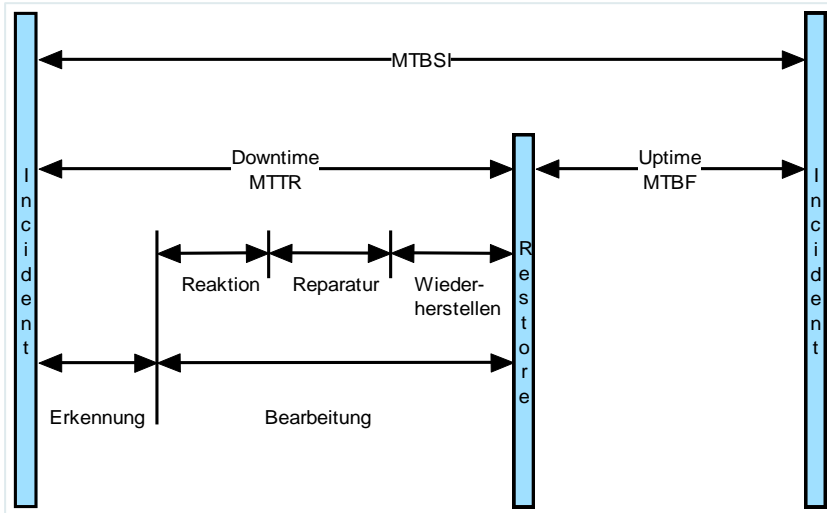 MTBSI
Downtime
MTTR
Uptime
MTBF
Incident
Restore
Incident
Reaktion
Reparatur
Wieder-
herstellen
Erkennung
Bearbeitung